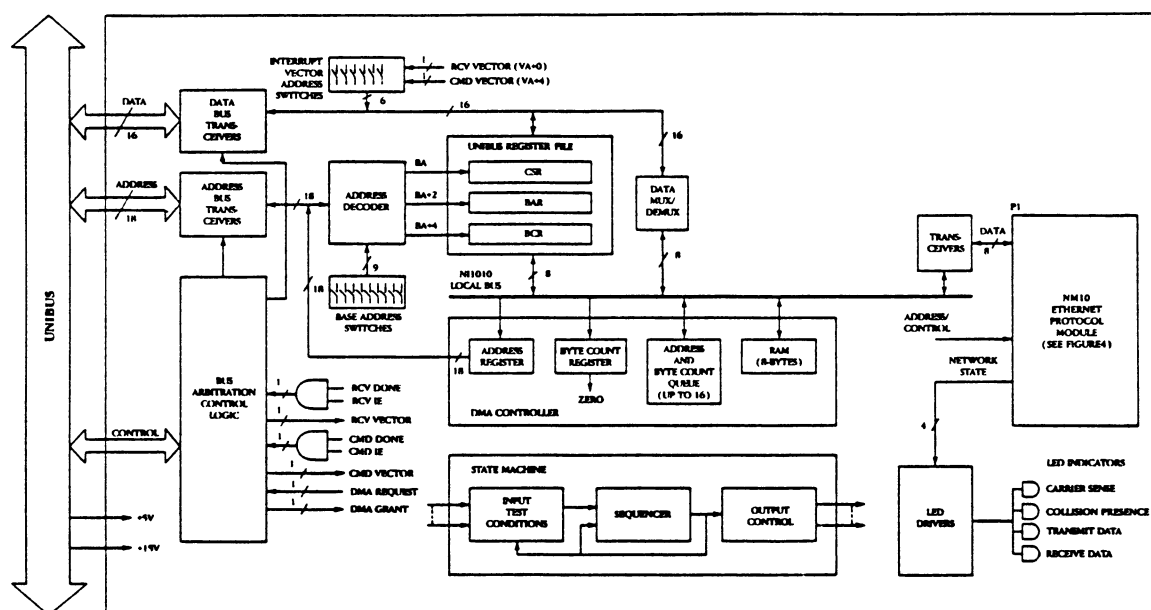 UNIBUS
DATA
16
ADDRESS
18
CONTROL
+5V
+15V
DATA
BUS
TRANS-
CEIVERS
ADDRESS
BUS
TRANS-
CEIVERS
BUS
ARBITRATION
CONTROL
LOGIC
INTERRUPT
VECTOR
ADDRESS
SWITCHES
RCV VECTOR (VA+0)
CMD VECTOR (VA+4)
6
16
16
18
18
ADDRESS
DECODER
BA
BA+2
BA+4
9
BASE ADDRESS
SWITCHES
UNIBUS REGISTER FILE
CSR
BAR
BCR
8
DATA
MUX/
DEMUX
8
NI1010
LOCAL BUS
ADDRESS
REGISTER
18
BYTE COUNT
REGISTER
ZERO
ADDRESS
AND
BYTE COUNT
QUEUE
(UP TO 16)
RAM
(8-BYTES)
DMA CONTROLLER
1
RCV DONE
RCV IE
1
RCV VECTOR
1
CMD DONE
CMD IE
1
CMD VECTOR
1
DMA REQUEST
1
DMA GRANT
STATE MACHINE
INPUT
TEST
CONDITIONS
SEQUENCER
OUTPUT
CONTROL
TRANS-
CEIVERS
DATA
8
P1
NM10
ETHERNET
PROTOCOL
MODULE
(SEE FIGURE 4)
ADDRESS/
CONTROL
NETWORK
STATE
4
LED
DRIVERS
LED INDICATORS
CARRIER SENSE
COLLISION PRESENCE
TRANSMIT DATA
RECEIVE DATA